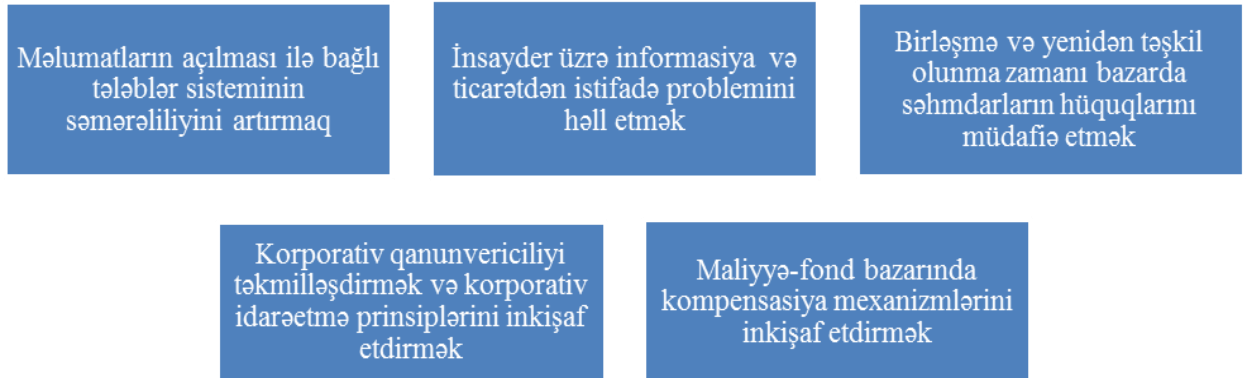 Məlumatların açılması ilə bağlı
tələblər sisteminin
səmərəliliyini artırmaq
İnsayder üzrə informasiya və
ticarətdən istifadə problemini
həll etmək
Birləşmə və yenidən təşkil
olunma zamanı bazarda
səhmdarların hüquqlarını
müdafiə etmək
Korporativ qanunvericiliyi
təkmilləşdirmək və korporativ
idarəetmə prinsiplərini inkişaf
etdirmək
Maliyyə-fond bazarında
kompensasiya mexanizmlərini
inkişaf etdirmək